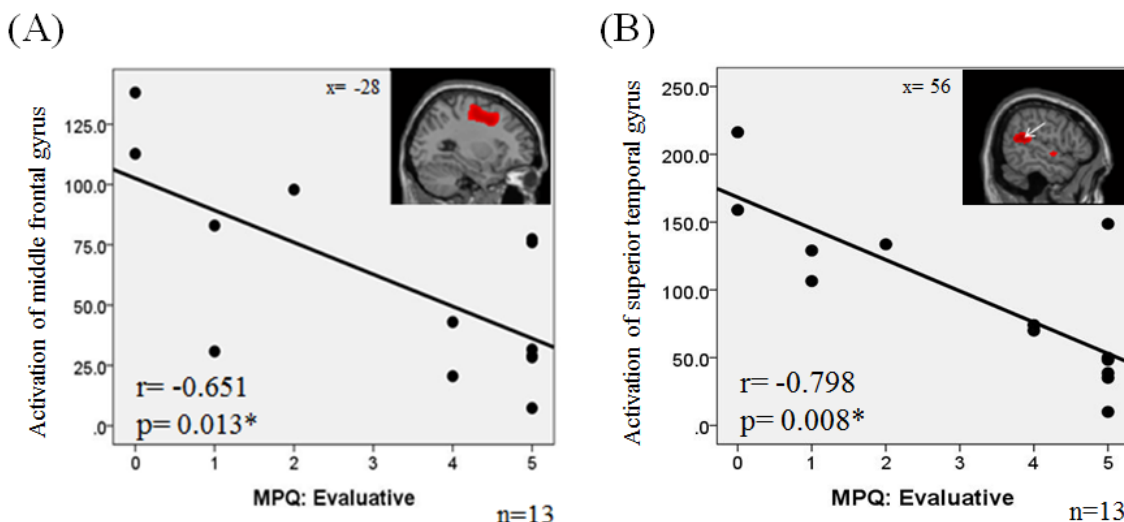 (A)
Activation of middle frontal gyrus
125.0
100.0
75.0
50.0
25.0
.0
x= -28
r= -0.651
p= 0.013*
0 1 2 3 4 5
MPQ: Evaluative
n=13
(B)
Activation of superior temporal gyrus
250.0
200.0
150.0
100.0
50.0
.0
x= 56
r= -0.798
p= 0.008*
0 1 2 3 4 5
MPQ: Evaluative
n=13